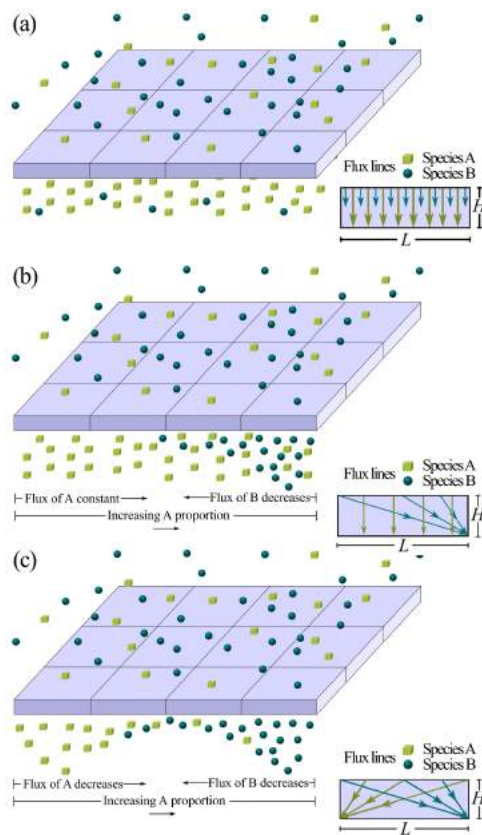 (a)
Flux lines
Species A
Species B
H
L
(b)
Flux of A constant
Flux of B decreases
Increasing A proportion
Flux lines
Species A
Species B
H
L
(c)
Flux of A decreases
Flux of B decreases
Increasing A proportion
Flux lines
Species A
Species B
H
L